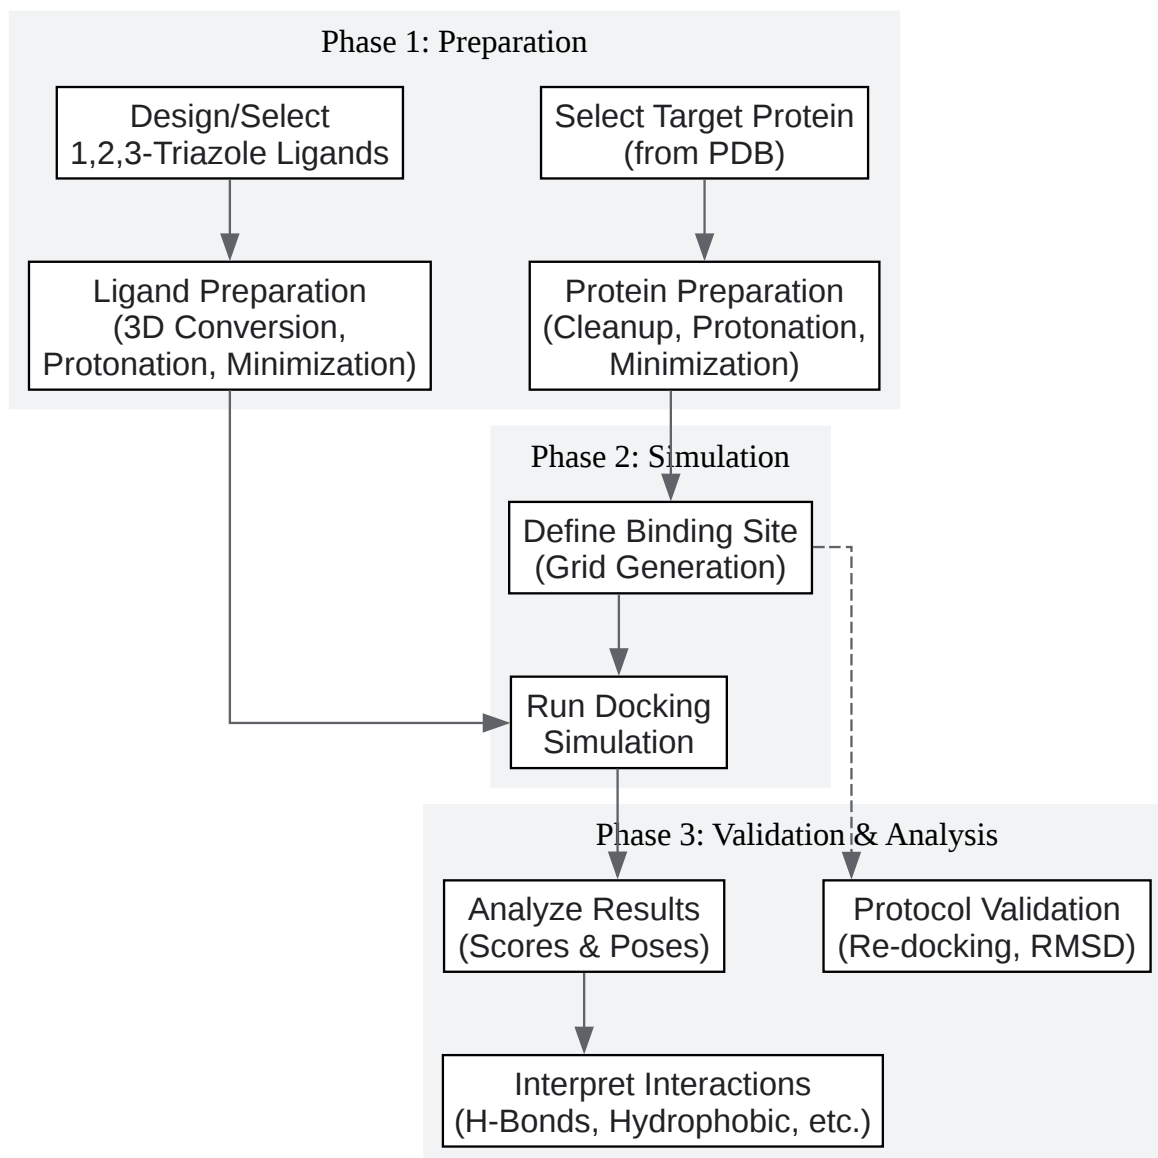 Phase 1: Preparation
Design/Select
1,2,3-Triazole Ligands
Select Target Protein
(from PDB)
Ligand Preparation
(3D Conversion,
Protonation, Minimization)
Protein Preparation
(Cleanup, Protonation,
Minimization)
Phase 2: Simulation
Define Binding Site
(Grid Generation)
Run Docking
Simulation
Phase 3: Validation & Analysis
Analyze Results
(Scores & Poses)
Protocol Validation
(Re-docking, RMSD)
Interpret Interactions
(H-Bonds, Hydrophobic, etc.)